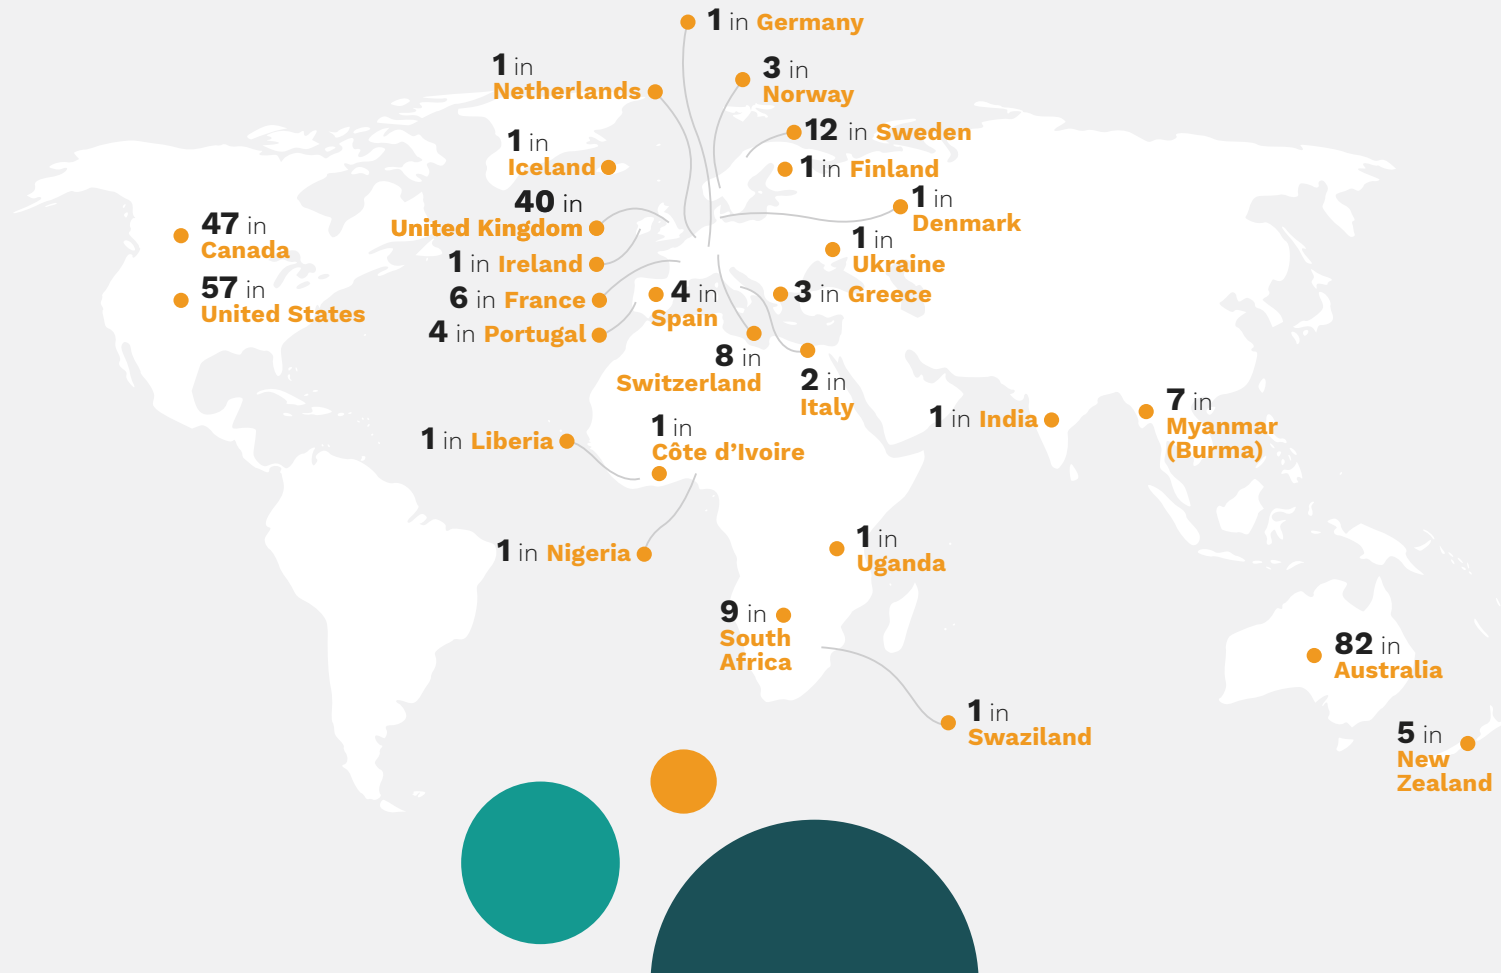 1 in Germany
1 in
Netherlands
3 in
Norway
12 in Sweden
1 in
Iceland
1 in Finland
40 in
United Kingdom
1 in
Denmark
47 in
Canada
1 in Ireland
1 in
Ukraine
57 in
United States
6 in France
4 in
Spain
3 in Greece
4 in Portugal
8 in
Switzerland
2 in
Italy
1 in Liberia
1 in
Côte d’Ivoire
1 in India
7 in
Myanmar
(Burma)
1 in Nigeria
1 in
Uganda
9 in
South
Africa
82 in
Australia
1 in
Swaziland
5 in
New
Zealand